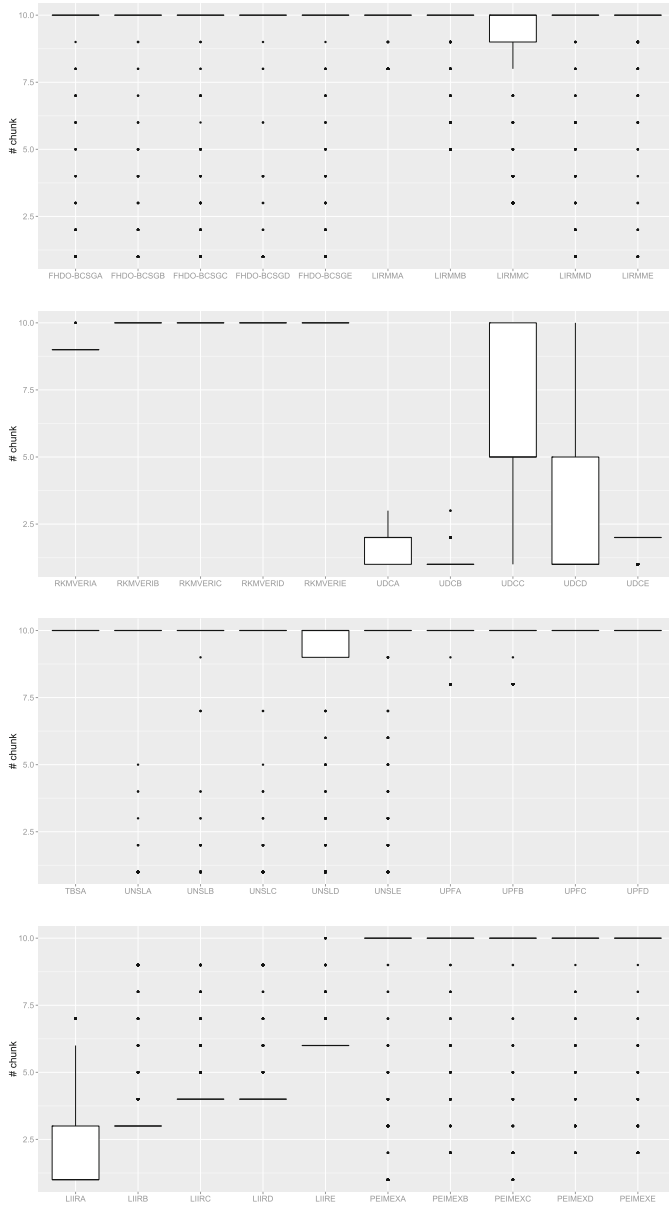 10.0
7.5
5.0
2.5
# chunk
FHDO-BCSGA FHDO-BCSGB FHDO-BCSGC FHDO-BCSGD FHDO-BCSGE LIRMMA LIRMMB LIRMMC LIRMMD LIRMME
10.0
7.5
5.0
2.5
# chunk
RKMVERIA RKMVERIB RKMVERIC RKMVERID RKMVERIE UDCA UDCB UDCC UDCD UDCE
10.0
7.5
5.0
2.5
# chunk
TBSA UNSLA UNSLB UNSLC UNSLD UNSLE UPFA UPFB UPFC UPFD
10.0
7.5
5.0
2.5
# chunk
LIIRA LIIRB LIIRC LIIRD LIIRE PEIMEXA PEIMEXB PEIMEXC PEIMEXD PEIMEXE